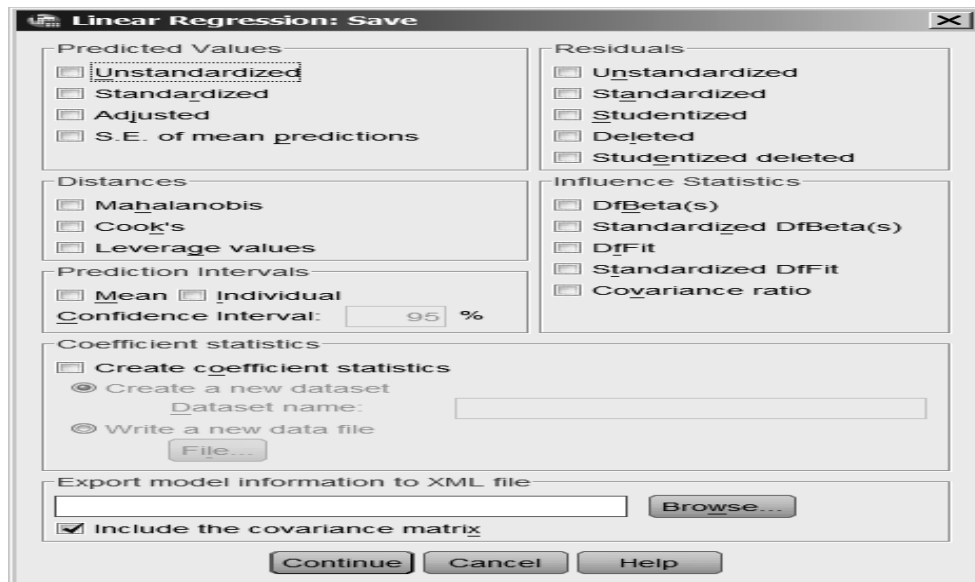 Linear Regression: Save
Predicted Values
Unstandardized
Standardized
Adjusted
S.E. of mean predictions
Residuals
Unstandardized
Standardized
Studentized
Deleted
Studentized deleted
Distances
Mahalanobis
Cook's
Leverage values
Influence Statistics
DfBeta(s)
Standardized DfBeta(s)
DfFit
Standardized DfFit
Covariance ratio
Prediction Intervals
Mean Individual
Confidence Interval: 95 %
Coefficient statistics
Create coefficient statistics
Create a new dataset
Dataset name:
Write a new data file
File...
Export model information to XML file
Browse...
Include the covariance matrix
Continue Cancel Help